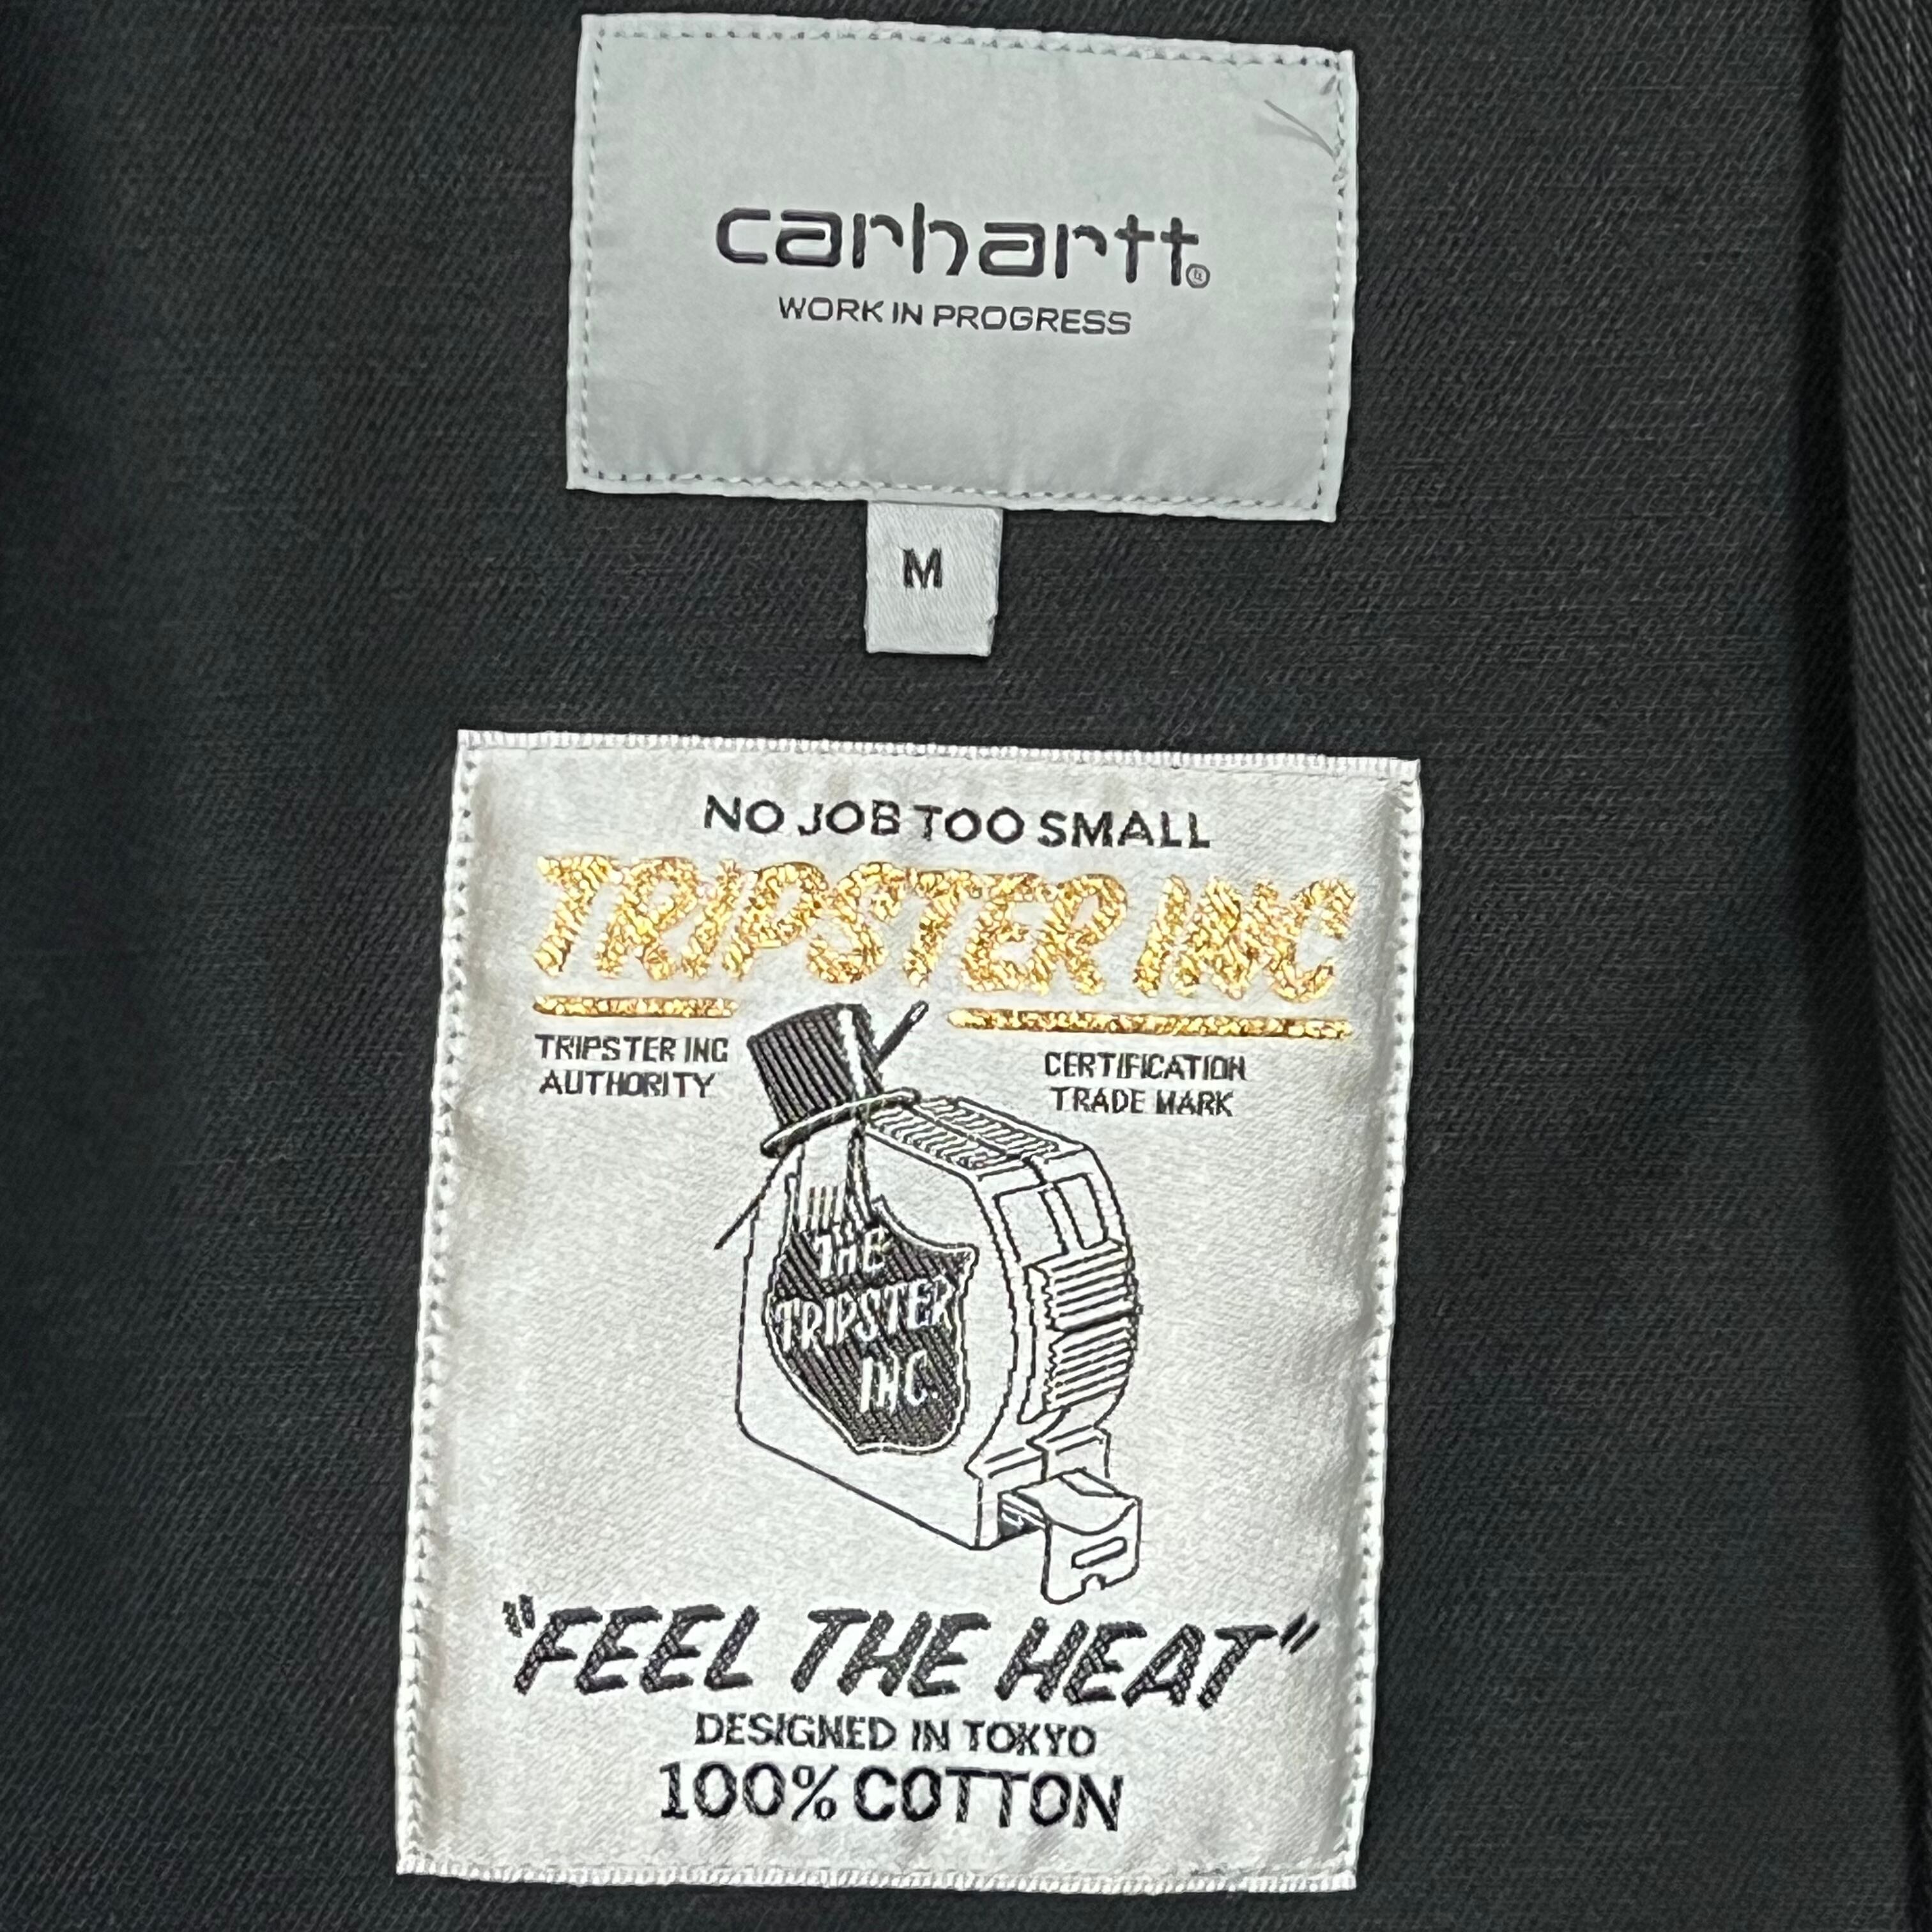 carhartt®
WORK IN PROGRESS
M
NO JOB TOO SMALL
TRIPSTER INC
TRIPSTER INC
AUTHORITY
CERTIFICATION
TRADE MARK
THE
TRIPSTER
INC.
"FEEL THE HEAT"
DESIGNED IN TOKYO
100% COTTON